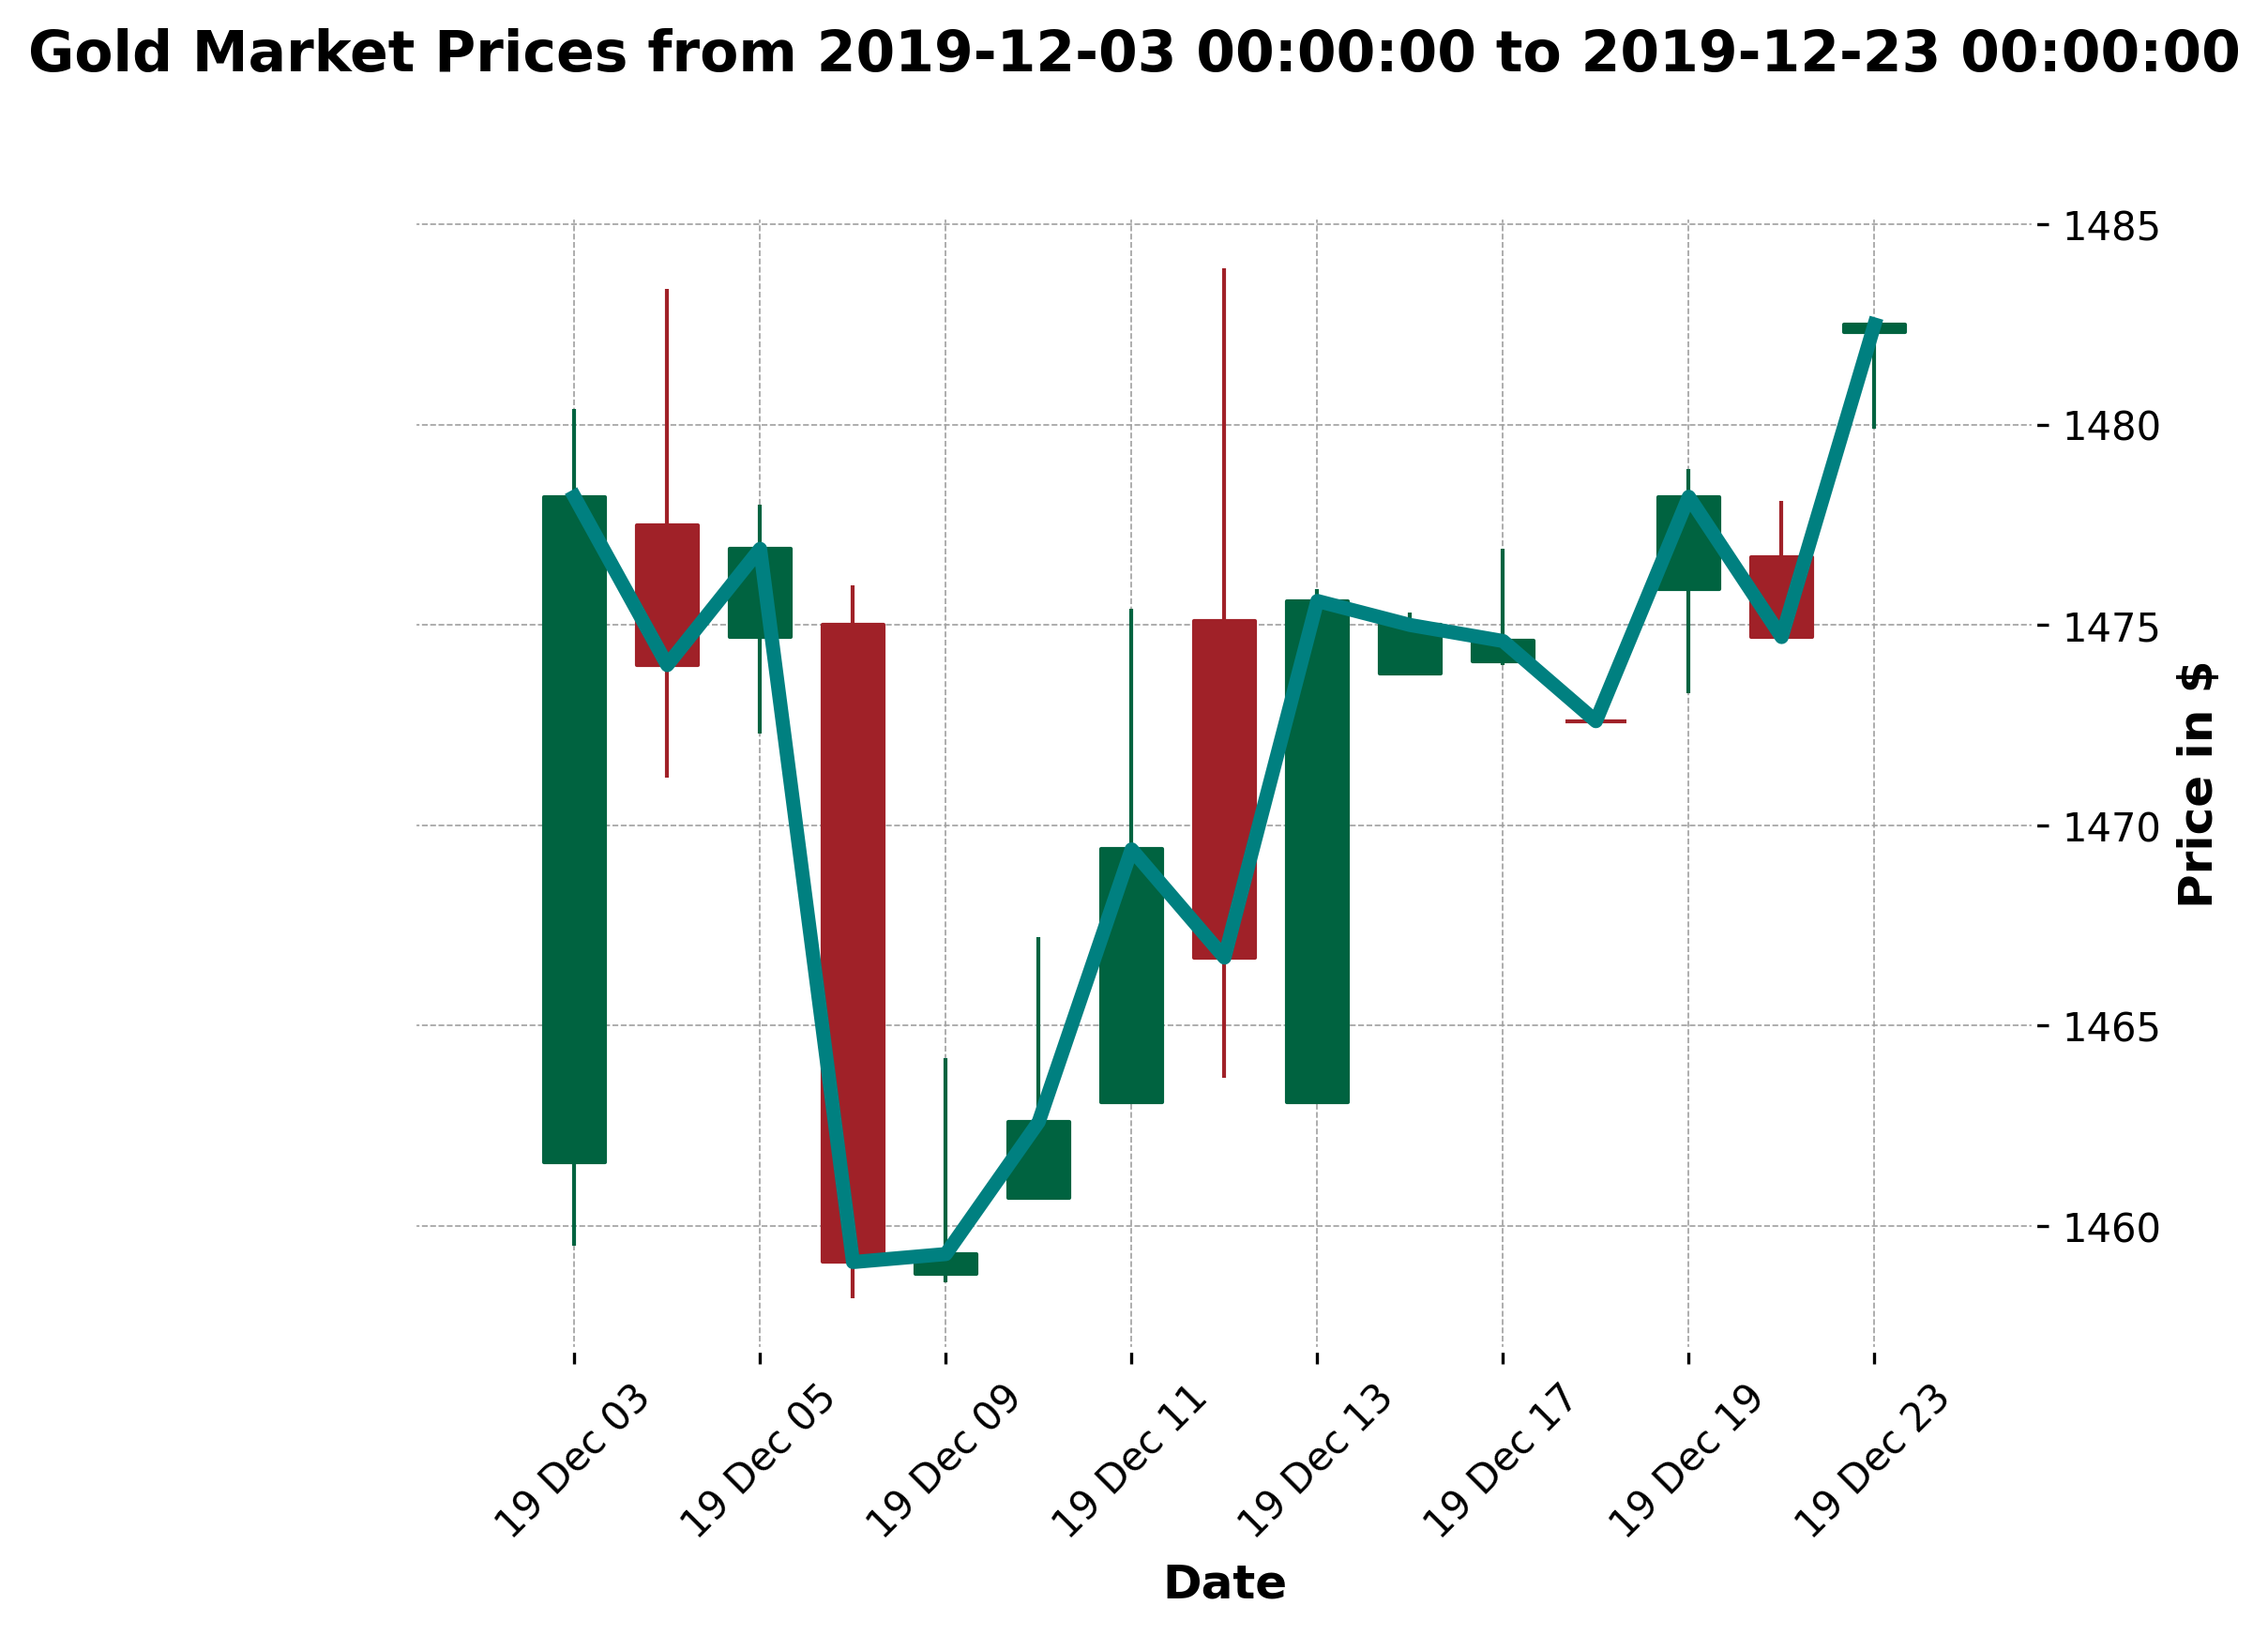 Gold Market Prices from 2019-12-03 00:00:00 to 2019-12-23 00:00:00
1485
1480
1475
1470
1465
1460
Price in $
19 Dec 03
19 Dec 05
19 Dec 09
19 Dec 11
19 Dec 13
19 Dec 17
19 Dec 19
19 Dec 23
Date